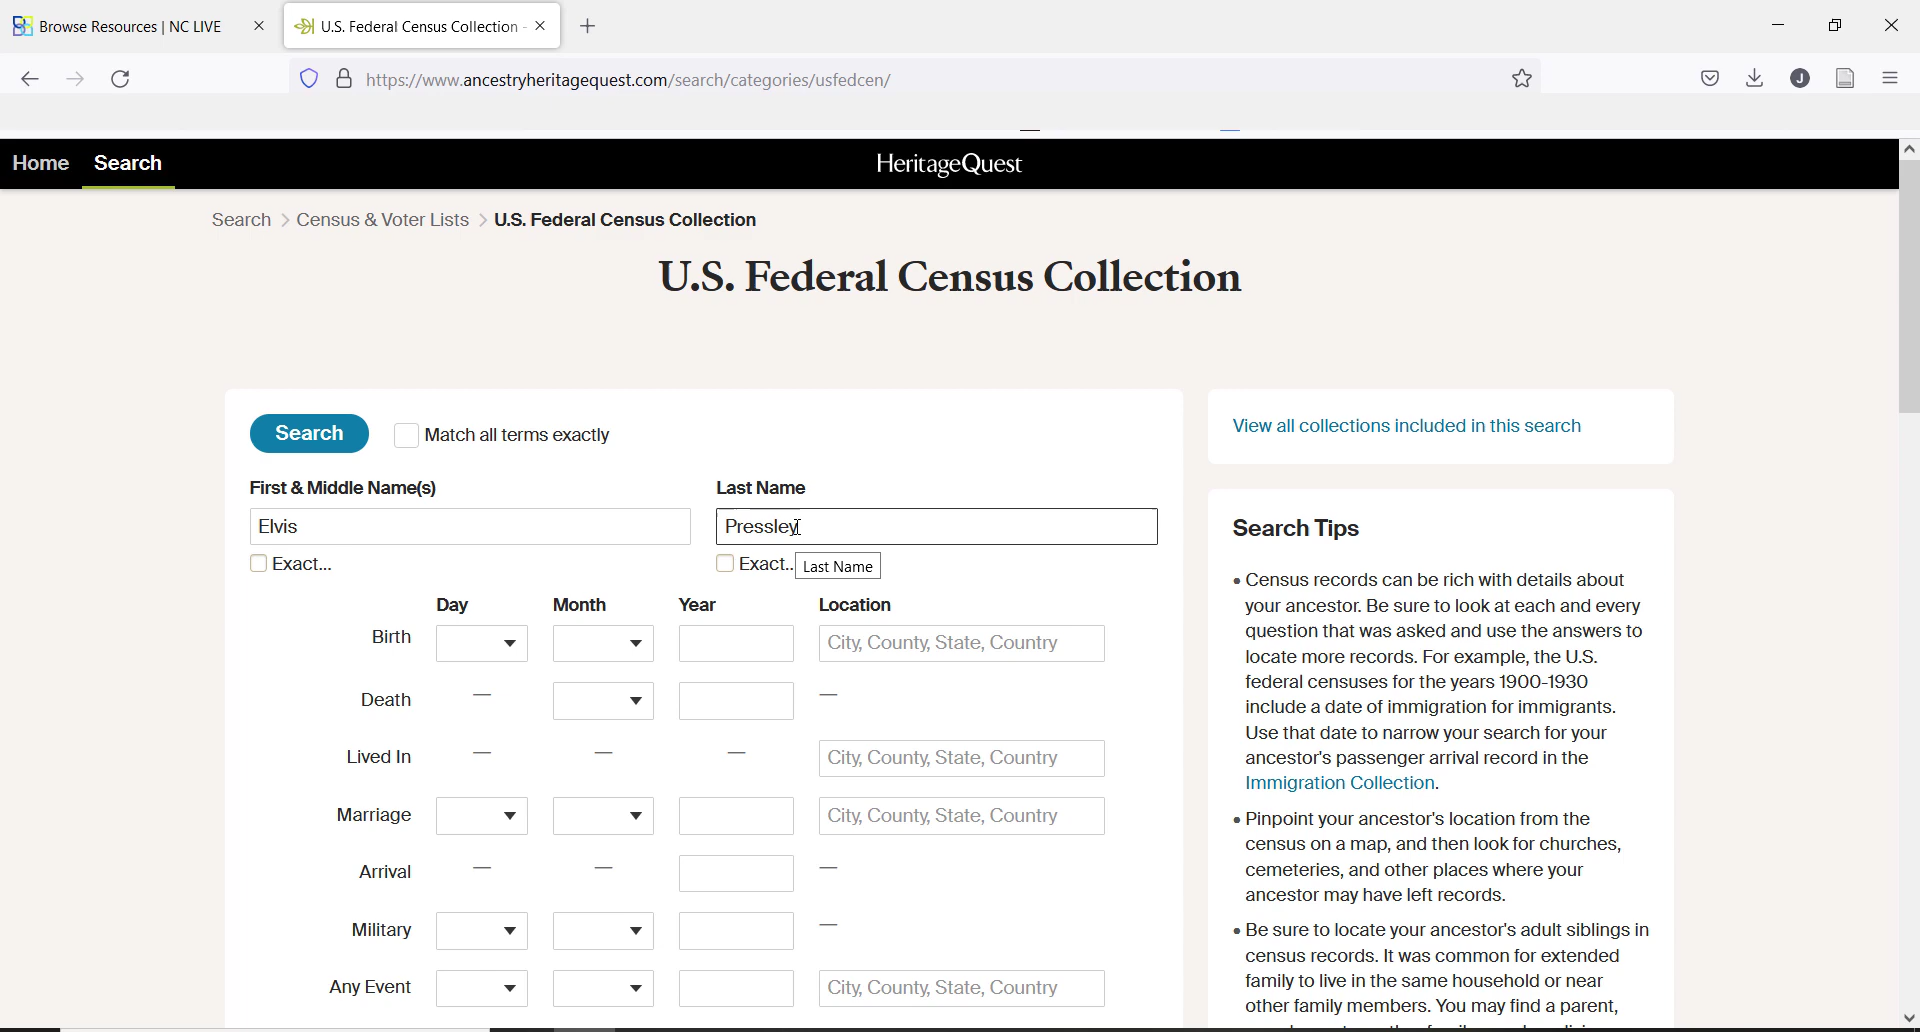 Browse Resources | NC LIVE
U.S. Federal Census Collection -
https://www.ancestryheritagequest.com/search/categories/usfedcen/
J
Home Search HeritageQuest
Search > Census & Voter Lists > U.S. Federal Census Collection
U.S. Federal Census Collection
Search Match all terms exactly
First & Middle Name(s) Last Name
Elvis Pressley
Exact... Exact..
Last Name
Day Month Year Location
Birth City, County, State, Country
Death — —
Lived In — — — City, County, State, Country
Marriage City, County, State, Country
Arrival — — —
Military —
Any Event City, County, State, Country
View all collections included in this search
Search Tips
• Census records can be rich with details about
your ancestor. Be sure to look at each and every
question that was asked and use the answers to
locate more records. For example, the U.S.
federal censuses for the years 1900-1930
include a date of immigration for immigrants.
Use that date to narrow your search for your
ancestor's passenger arrival record in the
Immigration Collection.
• Pinpoint your ancestor's location from the
census on a map, and then look for churches,
cemeteries, and other places where your
ancestor may have left records.
• Be sure to locate your ancestor's adult siblings in
census records. It was common for extended
family to live in the same household or near
other family members. You may find a parent,